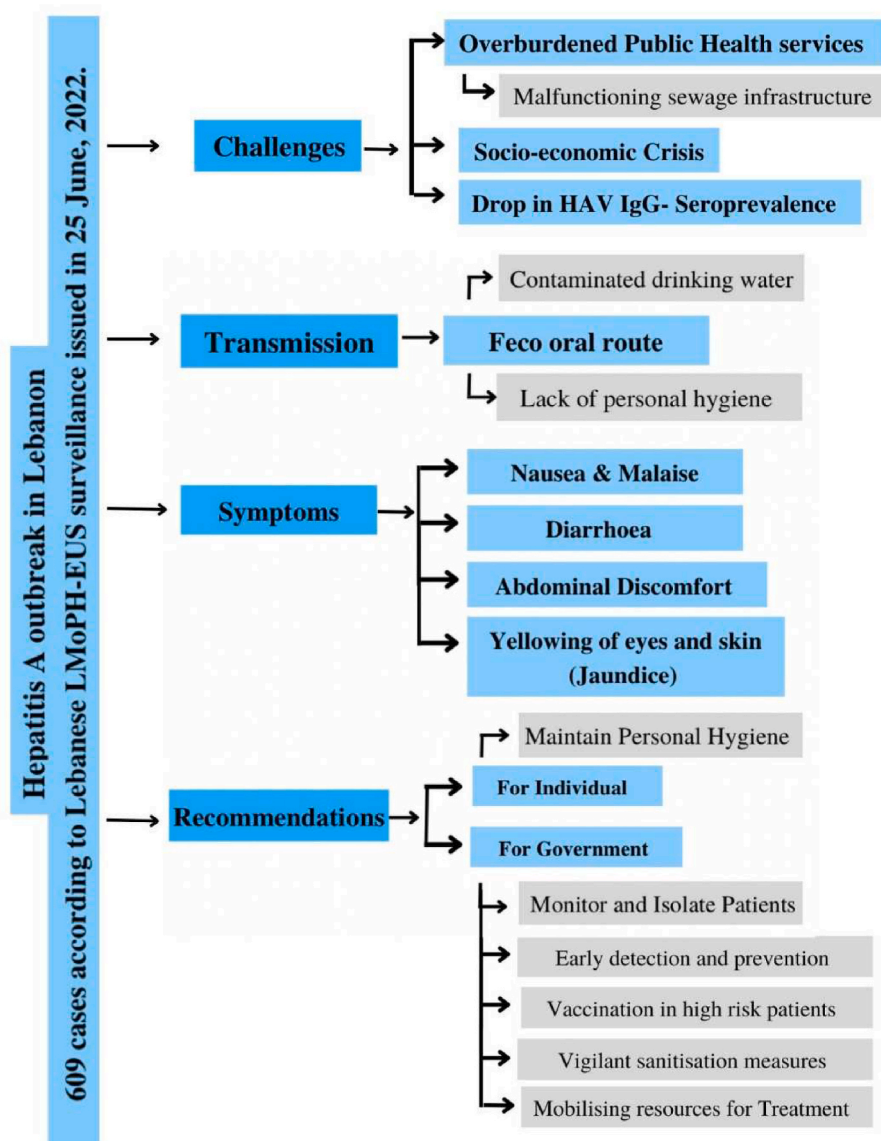 Hepatitis A outbreak in Lebanon
609 cases according to Lebanese LMoPH-EUS surveillance issued in 25 June, 2022.
Challenges
Overburdened Public Health services
Malfunctioning sewage infrastructure
Socio-economic Crisis
Drop in HAV IgG- Seroprevalence
Transmission
Contaminated drinking water
Feco oral route
Lack of personal hygiene
Symptoms
Nausea & Malaise
Diarrhoea
Abdominal Discomfort
Yellowing of eyes and skin
(Jaundice)
Recommendations
Maintain Personal Hygiene
For Individual
For Government
Monitor and Isolate Patients
Early detection and prevention
Vaccination in high risk patients
Vigilant sanitisation measures
Mobilising resources for Treatment